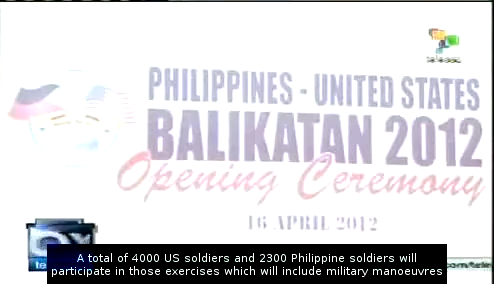 PHILIPPINES - UNITED STATES
BALIKATAN 2012
Opening Ceremony
16 APRIL 2012
A total of 4000 US soldiers and 2300 Philippine soldiers will
participate in those exercises which will include military manoeuvres